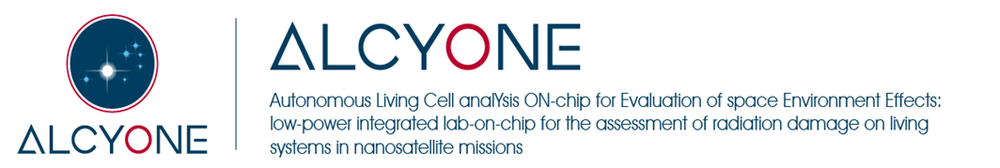 ALCYONE
ALCYONE
Autonomous Living Cell analYsis ON-chip for Evaluation of space Environment Effects:
low-power integrated lab-on-chip for the assessment of radiation damage on living
systems in nanosatellite missions